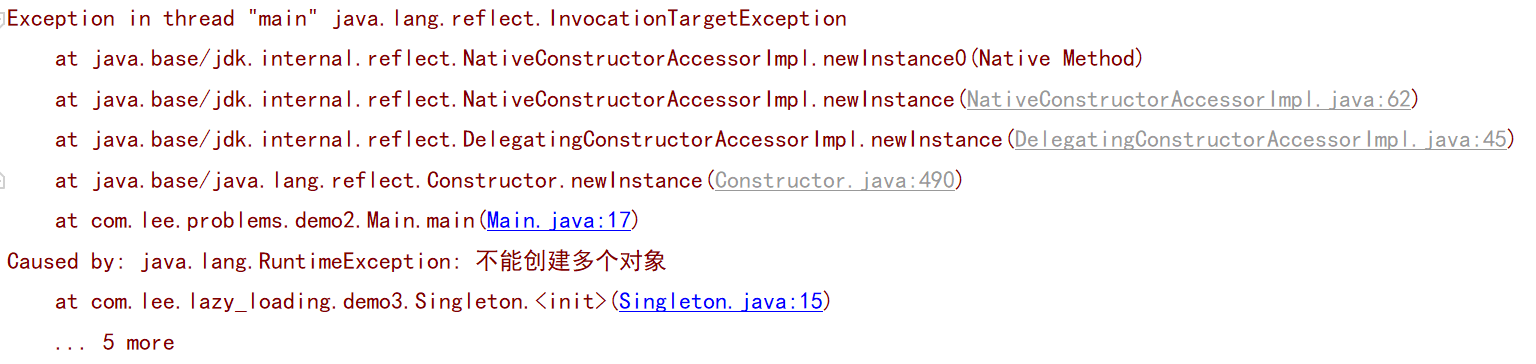 Exception in thread "main" java.lang.reflect.InvocationTargetException
at java.base/jdk.internal.reflect.NativeConstructorAccessorImpl.newInstance0(Native Method)
at java.base/jdk.internal.reflect.NativeConstructorAccessorImpl.newInstance(NativeConstructorAccessorImpl.java:62)
at java.base/jdk.internal.reflect.DelegatingConstructorAccessorImpl.newInstance(DelegatingConstructorAccessorImpl.java:45)
at java.base/java.lang.reflect.Constructor.newInstance(Constructor.java:490)
at com.lee.problems.demo2.Main.main(Main.java:17)
Caused by: java.lang.RuntimeException: 不能创建多个对象
at com.lee.lazy_loading.demo3.Singleton.<init>(Singleton.java:15)
... 5 more